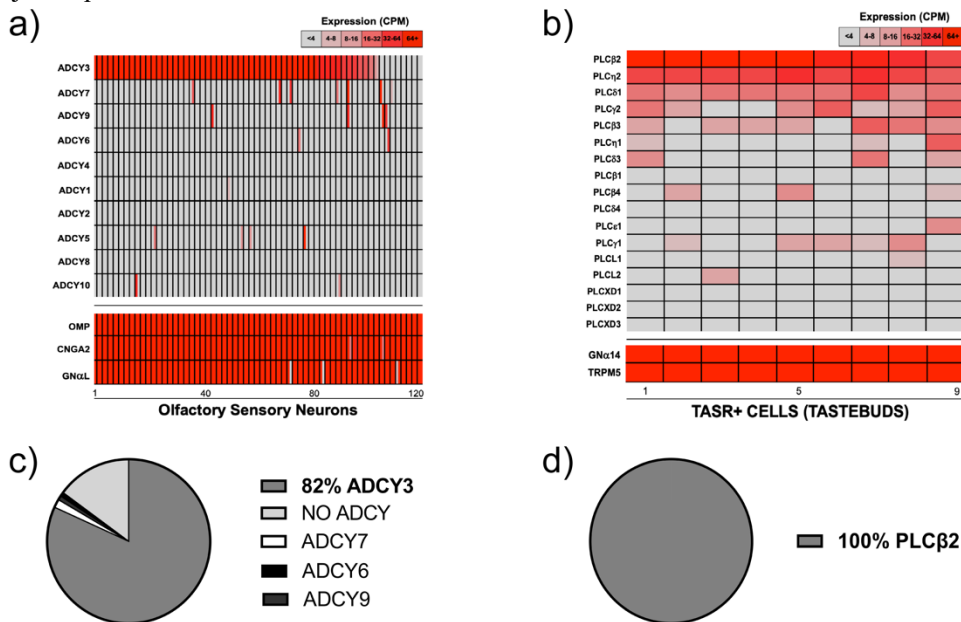 a)
Expression (CPM)
<4 4-8 8-16 16-32 32-64 64+
ADCY3
ADCY7
ADCY9
ADCY6
ADCY4
ADCY1
ADCY2
ADCY5
ADCY8
ADCY10
OMP
CNGA2
GNαL
1 40 80 120
Olfactory Sensory Neurons
b)
Expression (CPM)
<4 4-8 8-16 16-32 32-64 64+
PLCβ2
PLCη2
PLCδ1
PLCγ2
PLCβ3
PLCη1
PLCδ3
PLCβ1
PLCβ4
PLCδ4
PLCε1
PLCγ1
PLCL1
PLCL2
PLCXD1
PLCXD2
PLCXD3
GNα14
TRPM5
1 5 9
TASR+ CELLS (TASTEBUDS)
c)
82% ADCY3
NO ADCY
ADCY7
ADCY6
ADCY9
d)
100% PLCβ2